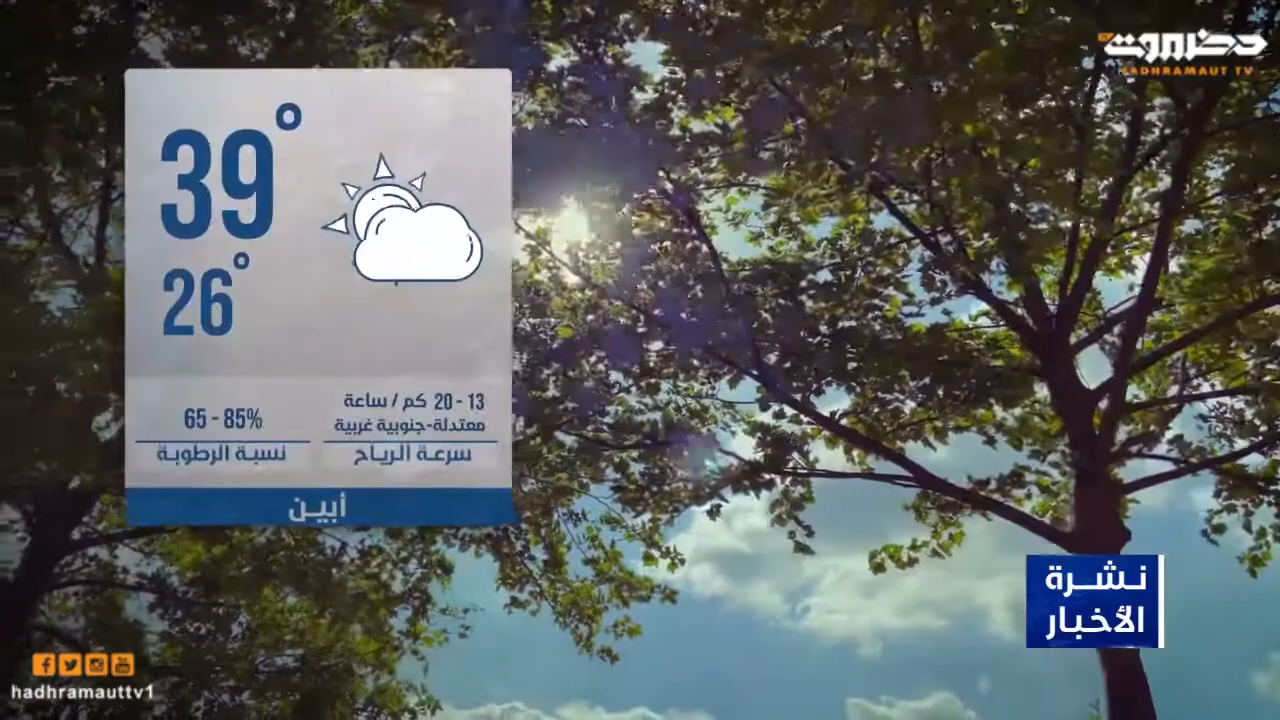 حضرموت
HADHRAMAUT TV
39°
26°
13 - 20 كم / ساعة
معتدلة-جنوبية غربية
سرعة الرياح
65 - 85%
نسبة الرطوبة
أبين
نشرة
الأخبار
hadhramauttv1